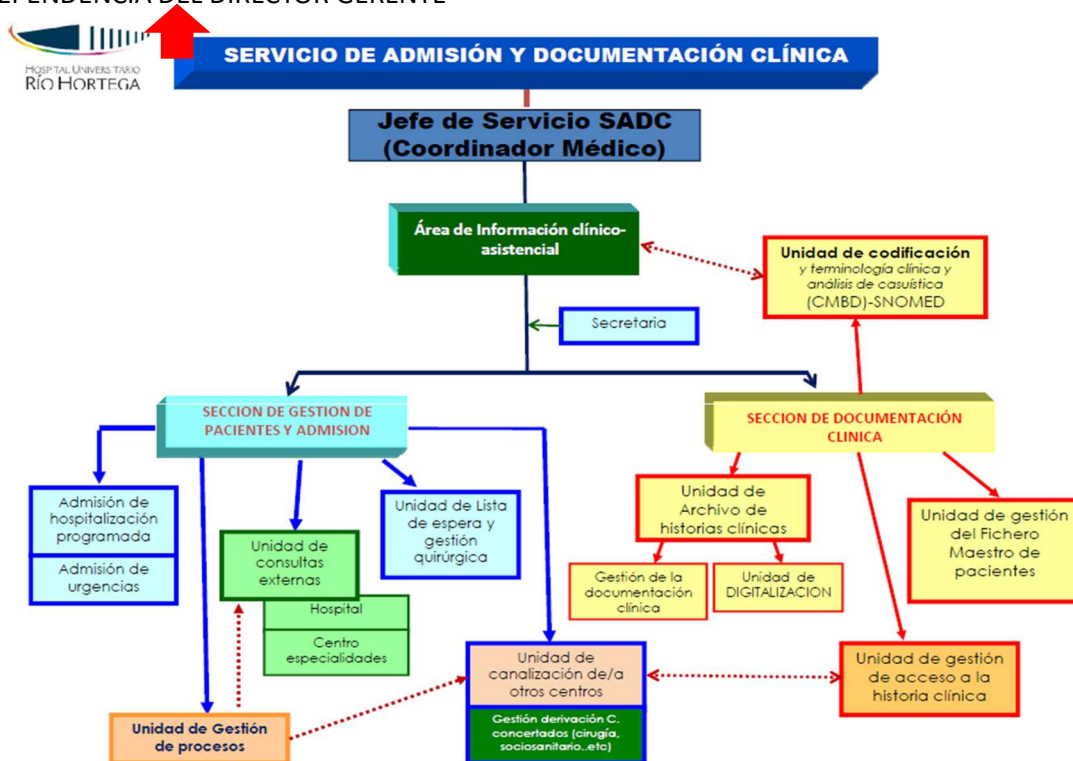 DEL DIRECTOR GERENTE
HOSPITAL UNIVERSITARIO
RÍO HORTEGA
SERVICIO DE ADMISIÓN Y DOCUMENTACIÓN CLÍNICA
Jefe de Servicio SADC
(Coordinador Médico)
Área de Información clínico-
asistencial
Unidad de codificación
y terminología clínica y
análisis de casuística
(CMBD)-SNOMED
Secretaria
SECCION DE GESTION DE
PACIENTES Y ADMISION
SECCION DE DOCUMENTACIÓN
CLINICA
Admisión de
hospitalización
programada
Admisión de
urgencias
Unidad de
consultas
externas
Hospital
Centro
especialidades
Unidad de Lista
de espera y
gestión
quirúrgica
Unidad de
Archivo de
historias clínicas
Gestión de la
documentación
clínica
Unidad de
DIGITALIZACION
Unidad de gestión
del Fichero
Maestro de
pacientes
Unidad de Gestión
de procesos
Unidad de
canalización de/a
otros centros
Gestión derivación C.
concertados (cirugía,
sociosanitario..etc)
Unidad de gestión
de acceso a la
historia clínica